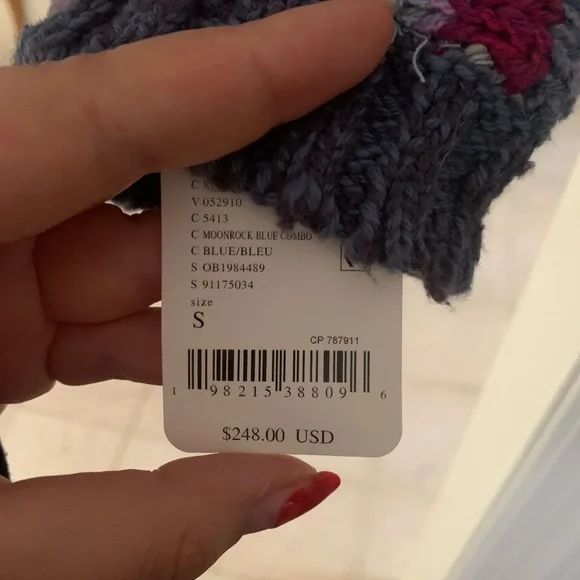 C
V 052910
C 5413
C MOONROCK BLUE COMBO
C BLUE/BLEU
S OB1984489
S 91175034
size
S
CP 787911
1 98215 38809 6
$248.00 USD